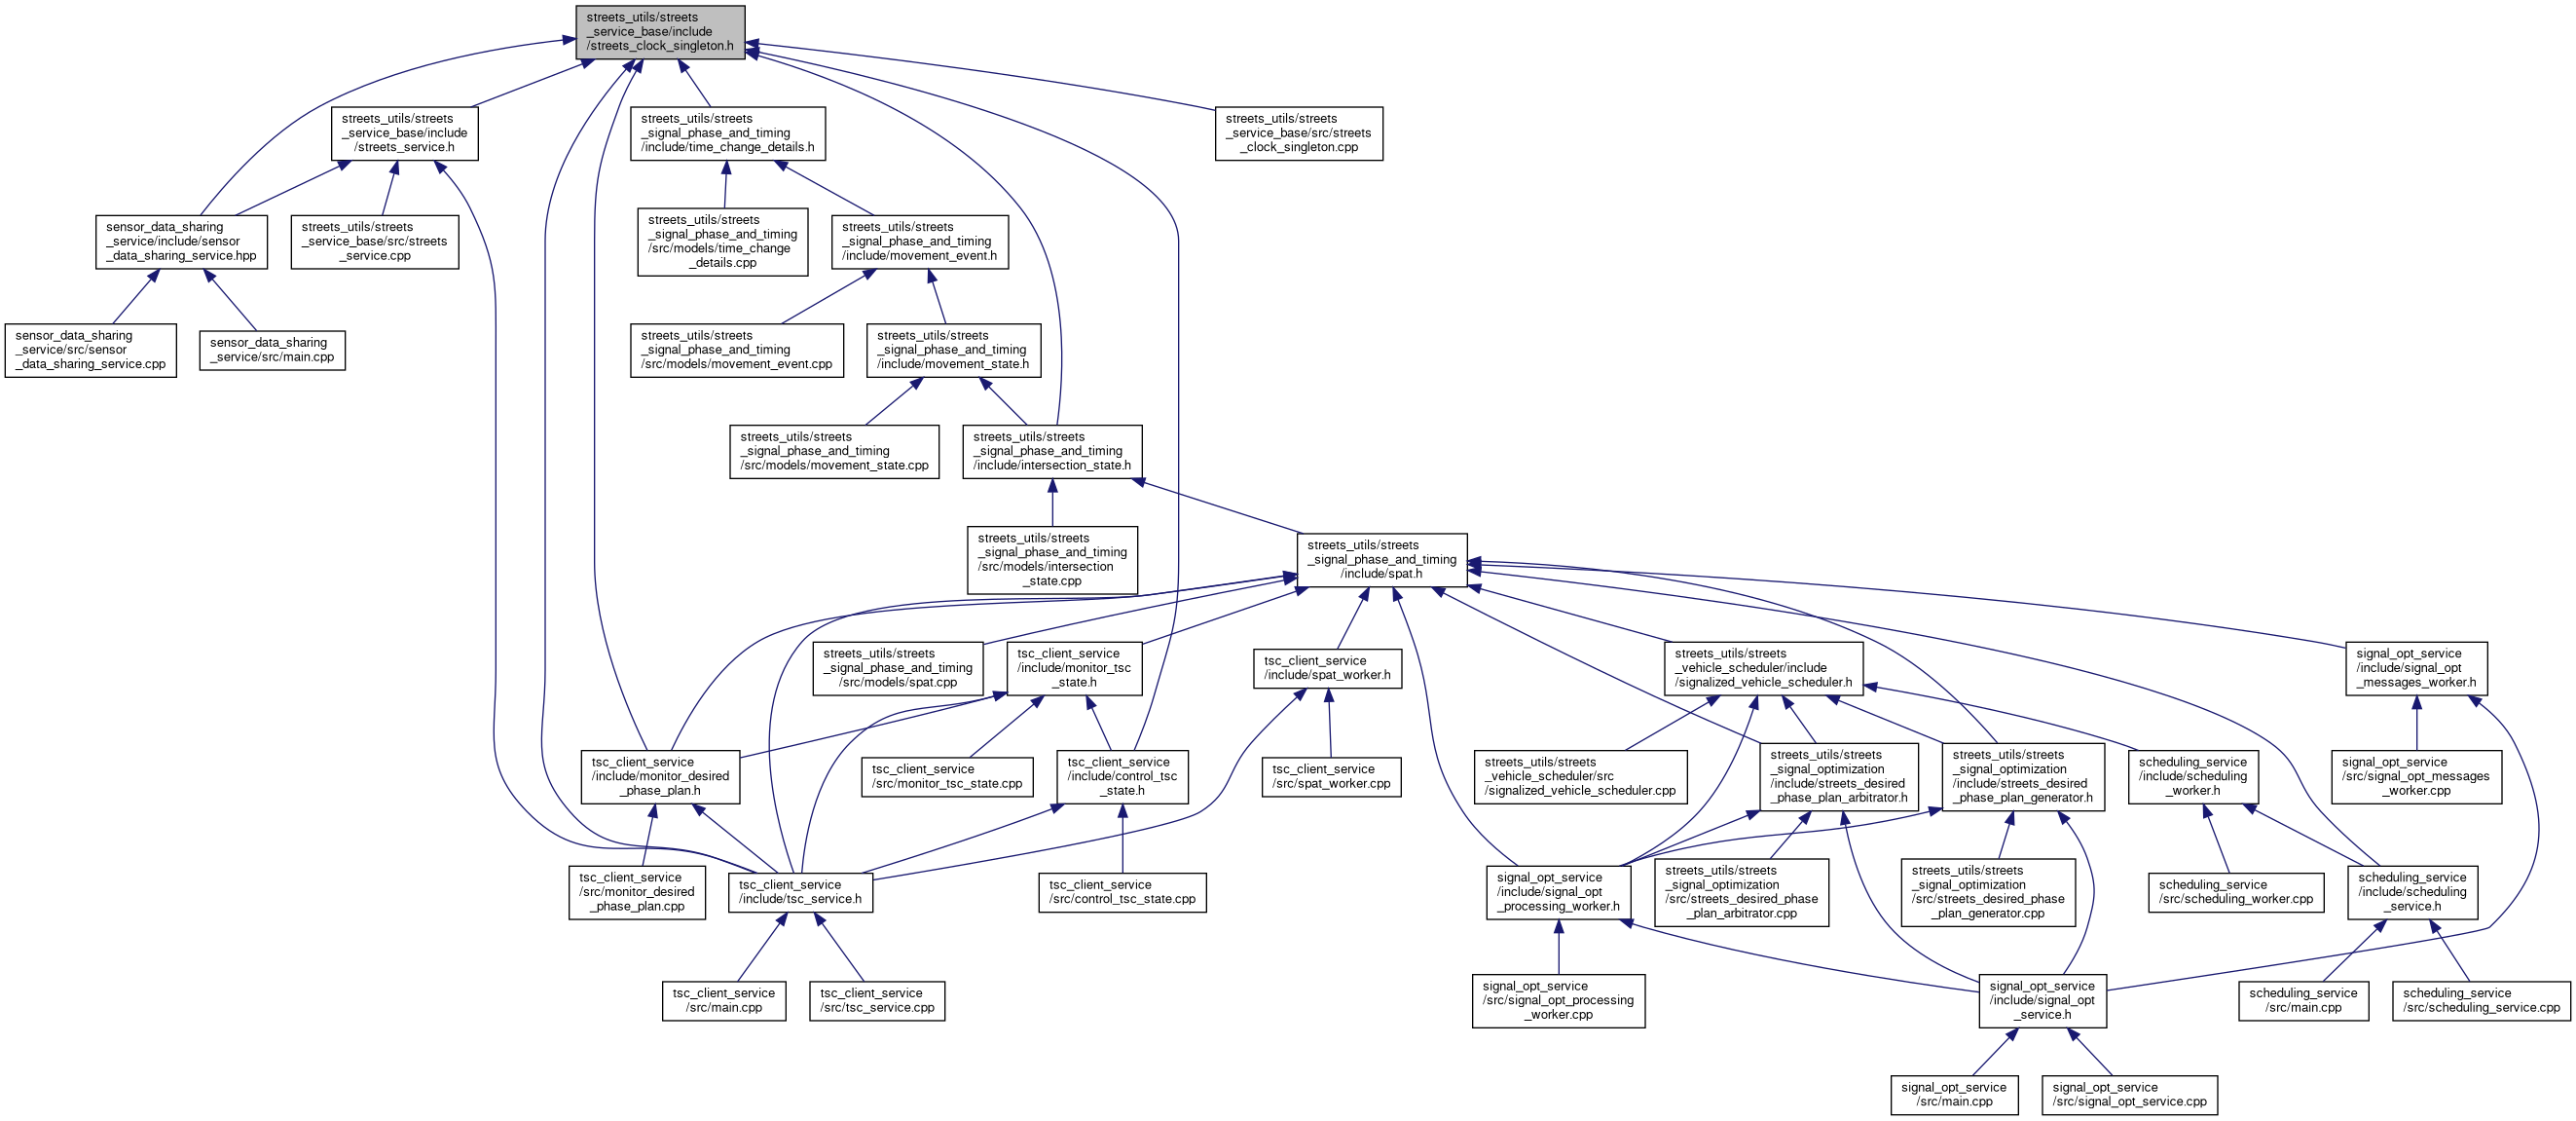 streets_utils/streets
_service_base/include
/streets_clock_singleton.h
streets_utils/streets
_service_base/include
/streets_service.h
streets_utils/streets
_signal_phase_and_timing
/include/time_change_details.h
streets_utils/streets
_service_base/src/streets
_clock_singleton.cpp
sensor_data_sharing
_service/include/sensor
_data_sharing_service.hpp
streets_utils/streets
_service_base/src/streets
_service.cpp
streets_utils/streets
_signal_phase_and_timing
/src/models/time_change
_details.cpp
streets_utils/streets
_signal_phase_and_timing
/include/movement_event.h
sensor_data_sharing
_service/src/sensor
_data_sharing_service.cpp
sensor_data_sharing
_service/src/main.cpp
streets_utils/streets
_signal_phase_and_timing
/src/models/movement_event.cpp
streets_utils/streets
_signal_phase_and_timing
/include/movement_state.h
streets_utils/streets
_signal_phase_and_timing
/src/models/movement_state.cpp
streets_utils/streets
_signal_phase_and_timing
/include/intersection_state.h
streets_utils/streets
_signal_phase_and_timing
/src/models/intersection
_state.cpp
streets_utils/streets
_signal_phase_and_timing
/include/spat.h
streets_utils/streets
_signal_phase_and_timing
/src/models/spat.cpp
tsc_client_service
/include/monitor_tsc
_state.h
tsc_client_service
/include/spat_worker.h
streets_utils/streets
_vehicle_scheduler/include
/signalized_vehicle_scheduler.h
signal_opt_service
/include/signal_opt
_messages_worker.h
tsc_client_service
/include/monitor_desired
_phase_plan.h
tsc_client_service
/src/monitor_tsc_state.cpp
tsc_client_service
/include/control_tsc
_state.h
tsc_client_service
/src/spat_worker.cpp
streets_utils/streets
_vehicle_scheduler/src
/signalized_vehicle_scheduler.cpp
streets_utils/streets
_signal_optimization
/include/streets_desired
_phase_plan_arbitrator.h
streets_utils/streets
_signal_optimization
/include/streets_desired
_phase_plan_generator.h
scheduling_service
/include/scheduling
_worker.h
signal_opt_service
/src/signal_opt_messages
_worker.cpp
tsc_client_service
/src/monitor_desired
_phase_plan.cpp
tsc_client_service
/include/tsc_service.h
tsc_client_service
/src/control_tsc_state.cpp
signal_opt_service
/include/signal_opt
_processing_worker.h
streets_utils/streets
_signal_optimization
/src/streets_desired_phase
_plan_arbitrator.cpp
streets_utils/streets
_signal_optimization
/src/streets_desired_phase
_plan_generator.cpp
scheduling_service
/src/scheduling_worker.cpp
scheduling_service
/include/scheduling
_service.h
tsc_client_service
/src/main.cpp
tsc_client_service
/src/tsc_service.cpp
signal_opt_service
/src/signal_opt_processing
_worker.cpp
signal_opt_service
/include/signal_opt
_service.h
scheduling_service
/src/main.cpp
scheduling_service
/src/scheduling_service.cpp
signal_opt_service
/src/main.cpp
signal_opt_service
/src/signal_opt_service.cpp